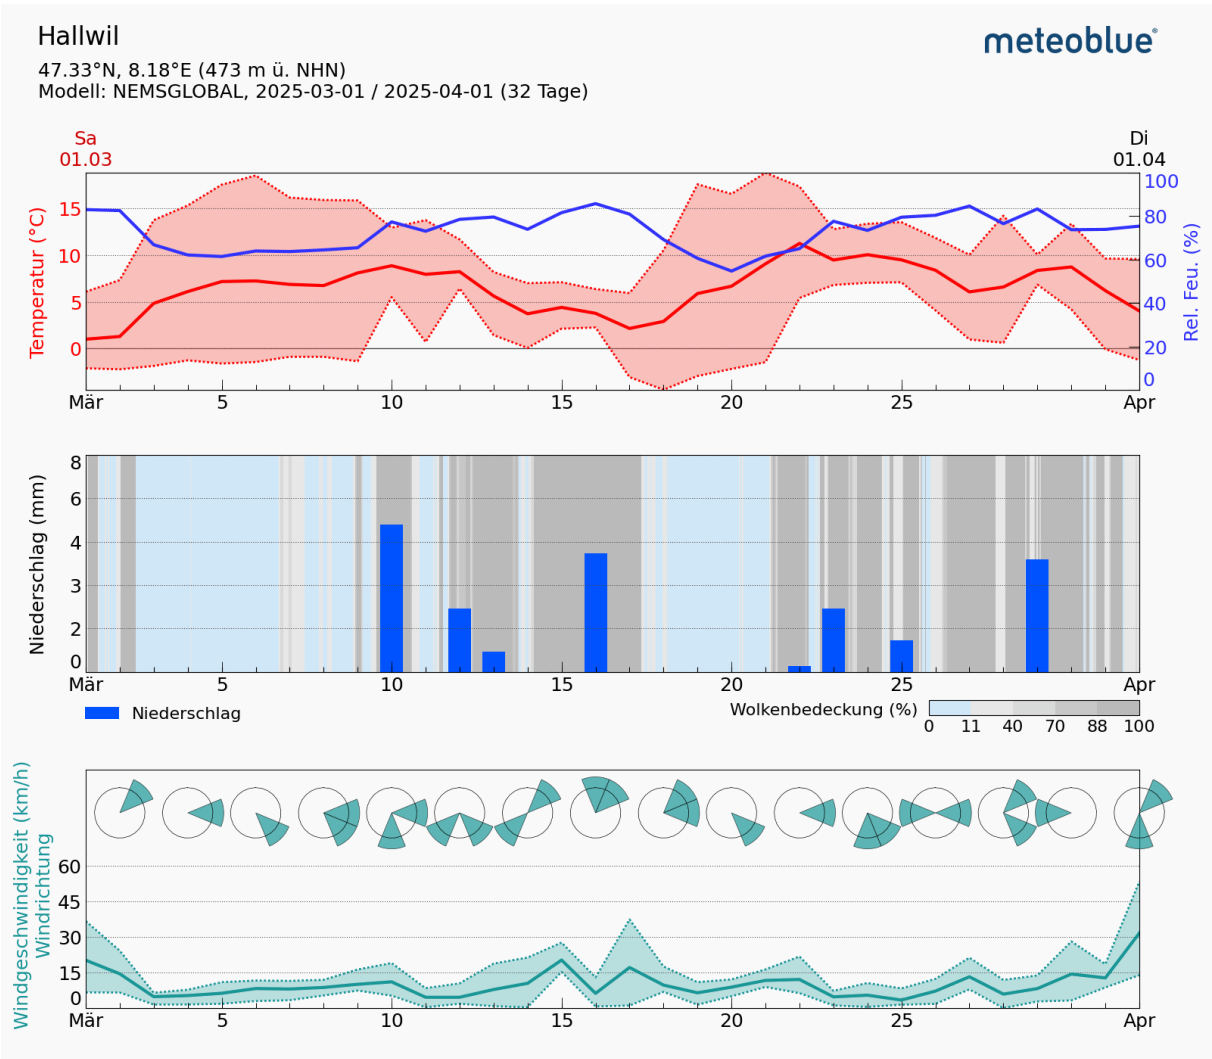 Hallwil
meteoblue®
47.33°N, 8.18°E (473 m ü. NHN)
Modell: NEMSGLOBAL, 2025-03-01 / 2025-04-01 (32 Tage)
Sa
01.03
Di
01.04
Temperatur (°C)
15
10
5
0
100
80
60
40
20
0
Rel. Feu. (%)
Mär 5 10 15 20 25 Apr
Niederschlag (mm)
8
6
4
3
2
0
Mär 5 10 15 20 25 Apr
Niederschlag
Wolkenbedeckung (%)
0 11 40 70 88 100
Windgeschwindigkeit (km/h)
Windrichtung
60
45
30
15
0
Mär 5 10 15 20 25 Apr